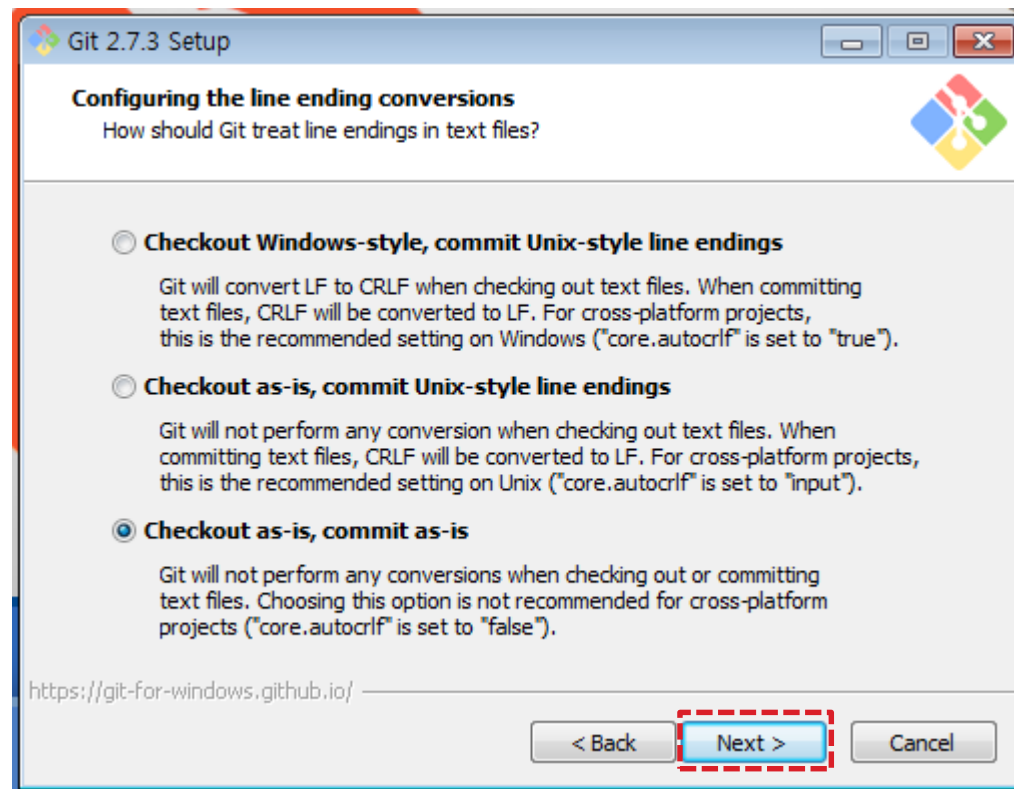 Git 2.7.3 Setup
Configuring the line ending conversions
How should Git treat line endings in text files?
Checkout Windows-style, commit Unix-style line endings
Git will convert LF to CRLF when checking out text files. When committing
text files, CRLF will be converted to LF. For cross-platform projects,
this is the recommended setting on Windows ("core.autocrlf" is set to "true").
Checkout as-is, commit Unix-style line endings
Git will not perform any conversion when checking out text files. When
committing text files, CRLF will be converted to LF. For cross-platform projects,
this is the recommended setting on Unix ("core.autocrlf" is set to "input").
Checkout as-is, commit as-is
Git will not perform any conversions when checking out or committing
text files. Choosing this option is not recommended for cross-platform
projects ("core.autocrlf" is set to "false").
https://git-for-windows.github.io/
< Back Next > Cancel